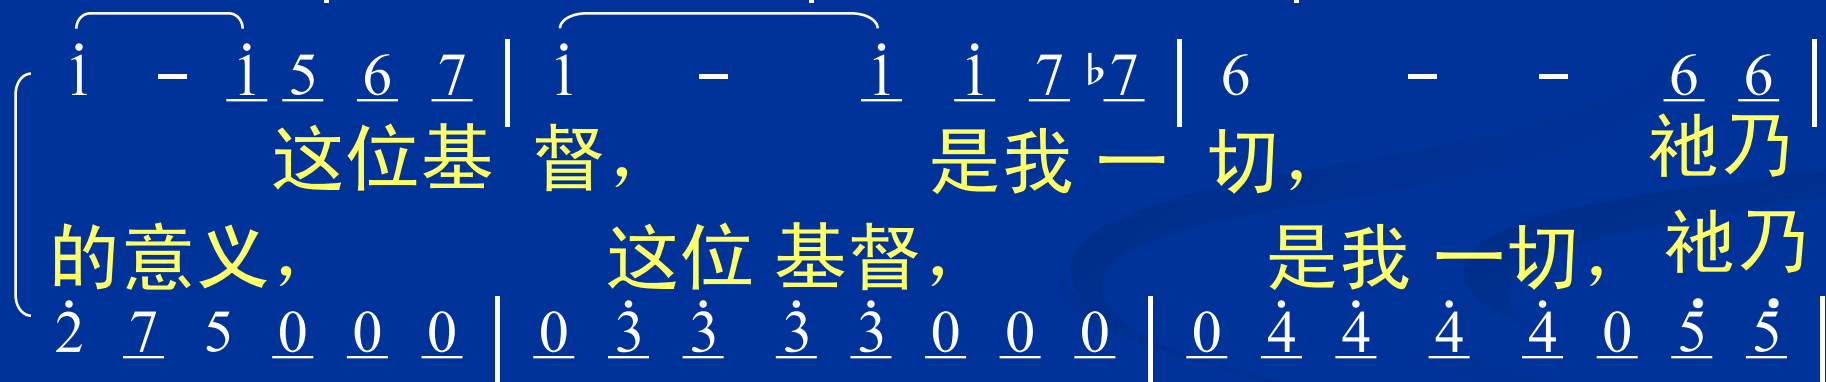 i - i 5 6 7 | i - i i 7 ♭7 | 6 - - 6 6 |
这位基 督， 是我 一 切， 祂乃
的意义， 这位 基督， 是我 一切， 祂乃
2 7 5 0 0 0 | 0 3 3 3 3 0 0 0 | 0 4 4 4 4 0 5 5 |